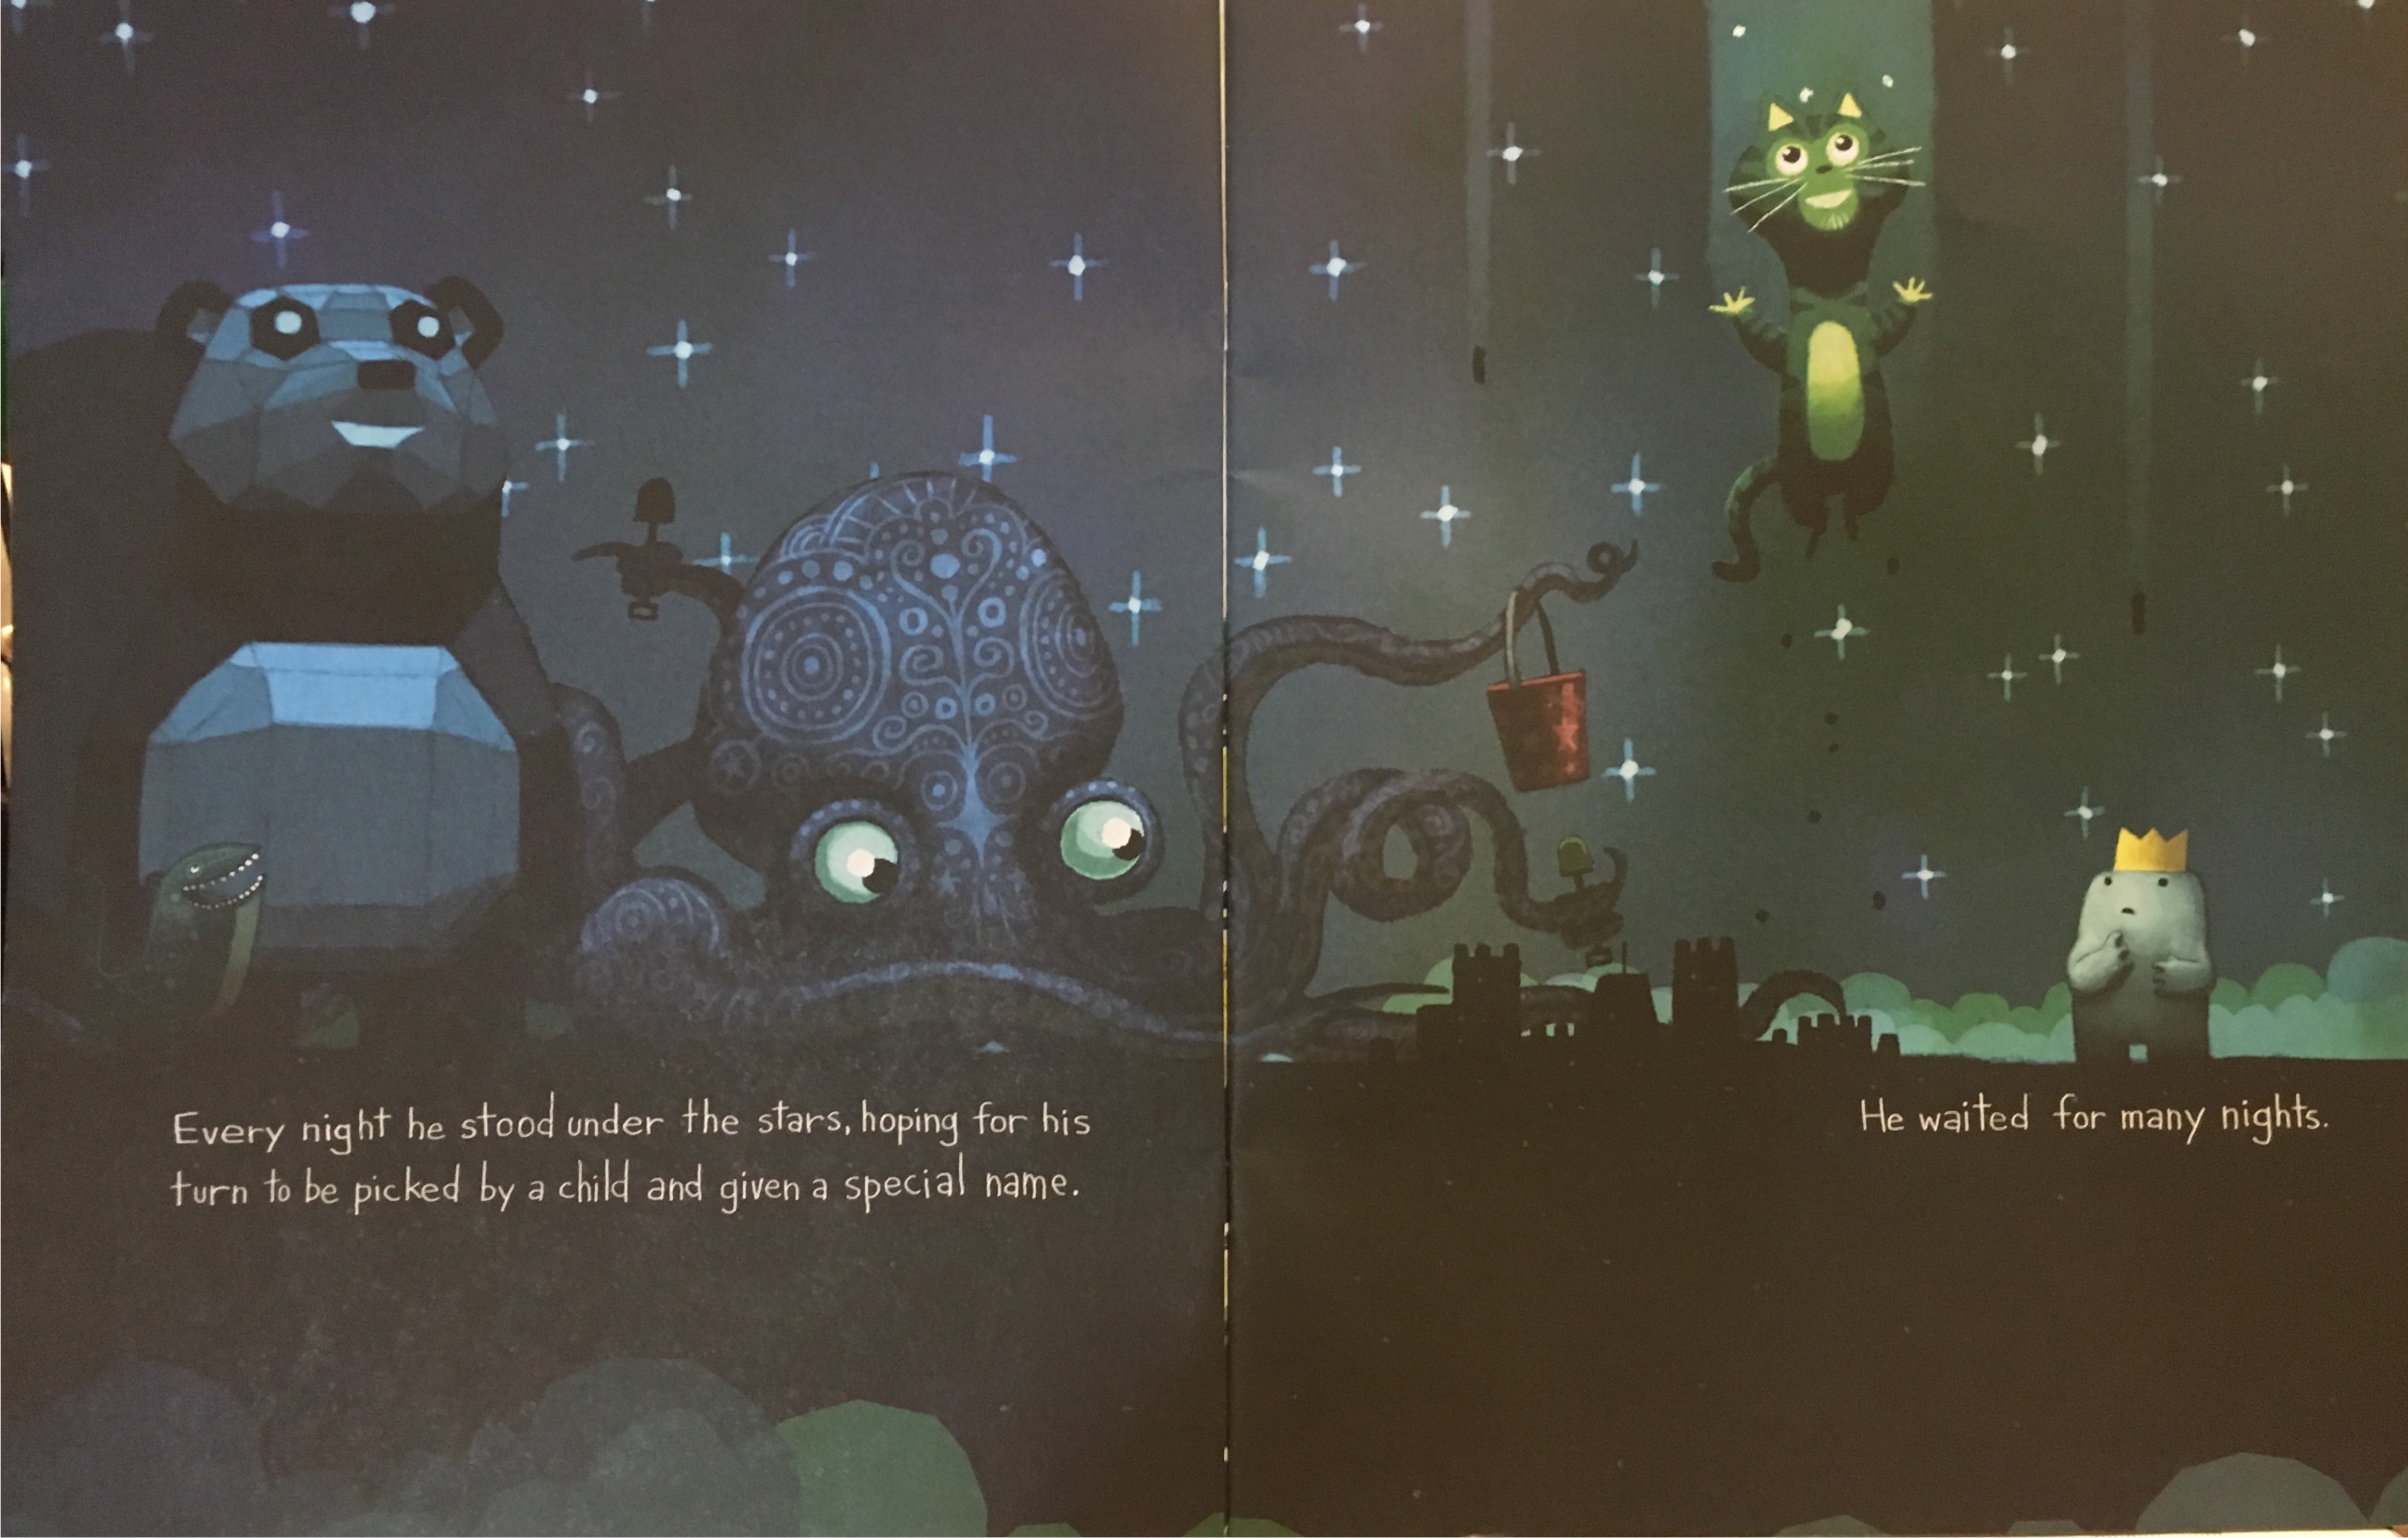 Every night he stood under the stars, hoping for his
turn to be picked by a child and given a special name.
He waited for many nights.